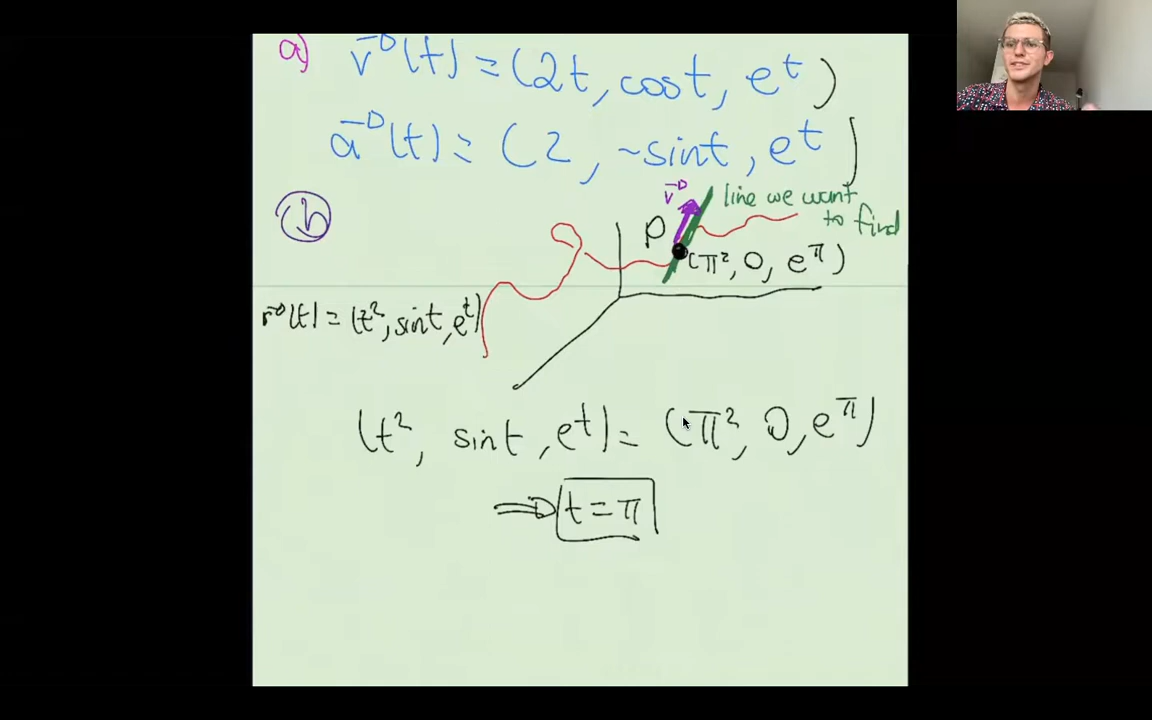 a) v(t) = (2t, cost, e^t)
a(t) = (2, -sint, e^t)
b
v
line we want
to find
P
(π², 0, e^π)
r(t) = (t², sint, e^t)
(t², sint, e^t) = (π², 0, e^π)
⇒ t = π